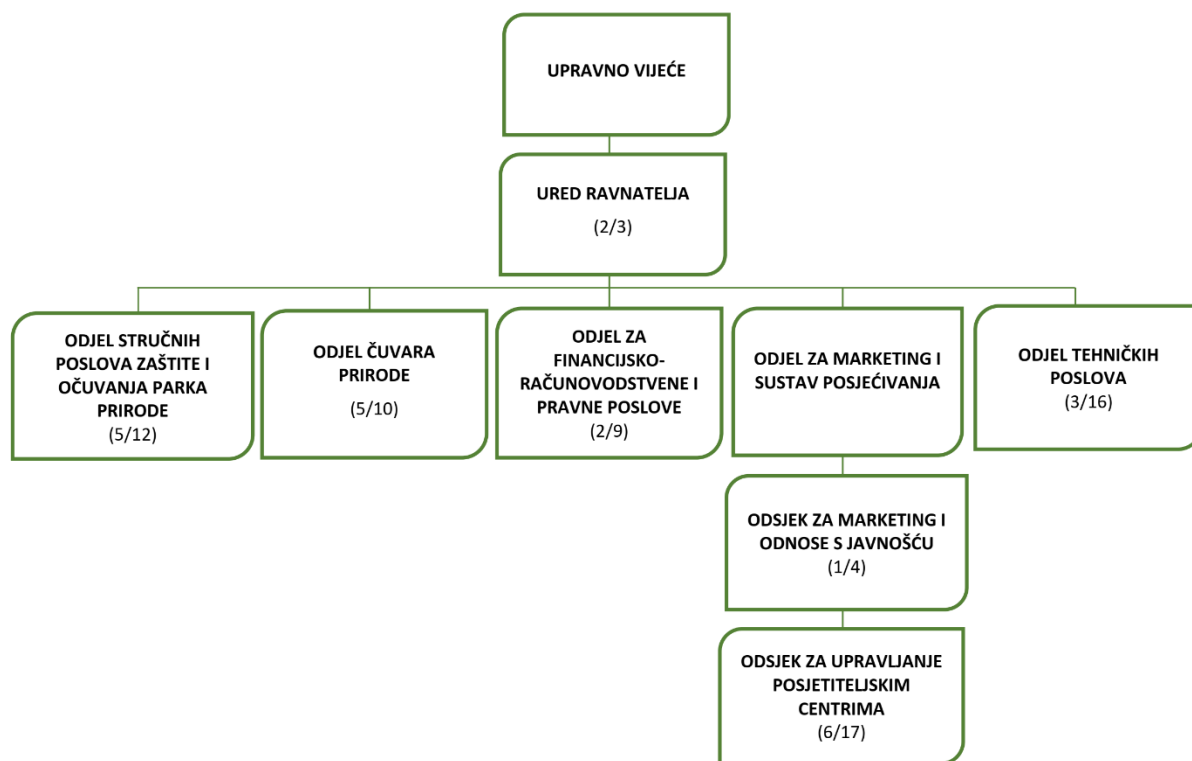 UPRAVNO VIJEĆE
URED RAVNATELJA
(2/3)
ODJEL STRUČNIH
POSLOVA ZAŠTITE I
OČUVANJA PARKA
PRIRODE
(5/12)
ODJEL ČUVARA
PRIRODE
(5/10)
ODJEL ZA
FINANCIJSKO-
RAČUNOVODSTVENE I
PRAVNE POSLOVE
(2/9)
ODJEL ZA MARKETING I
SUSTAV POSJEĆIVANJA
ODJEL TEHNIČKIH
POSLOVA
(3/16)
ODSJEK ZA MARKETING I
ODNOSE S JAVNOŠĆU
(1/4)
ODSJEK ZA UPRAVLJANJE
POSJETITELJSKIM
CENTRIMA
(6/17)